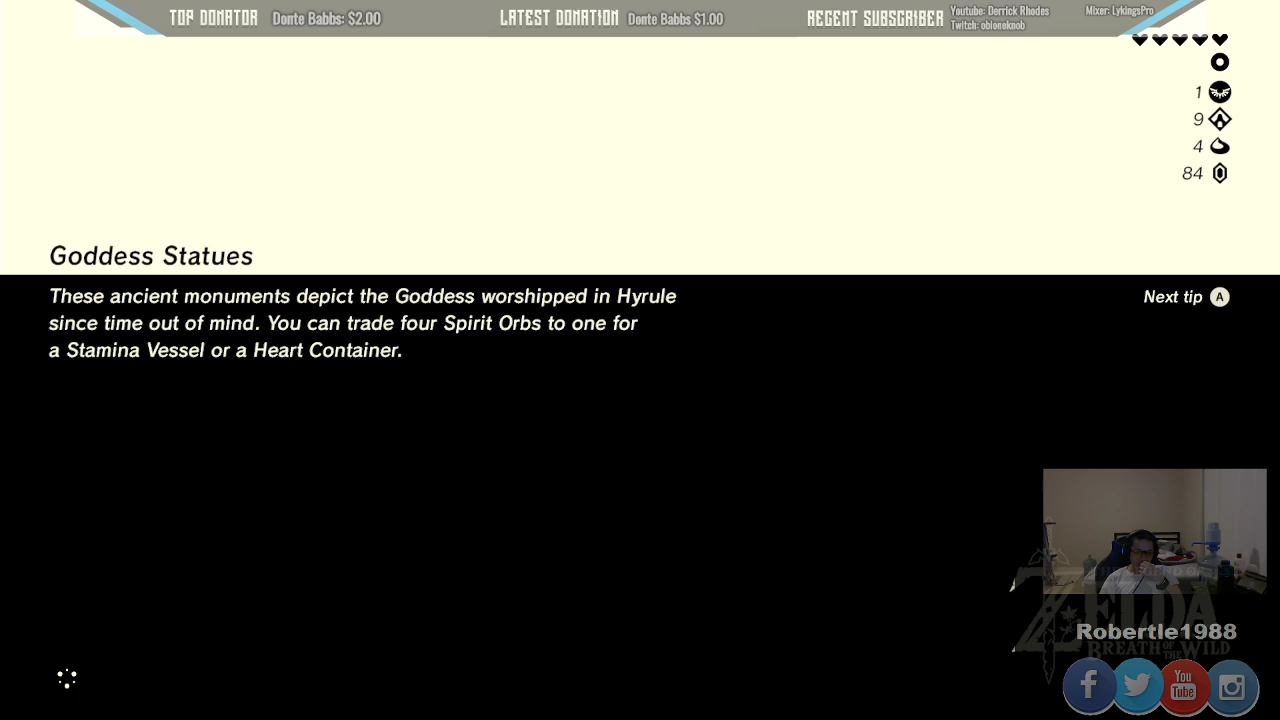 TOP DONATOR Donte Babbs: $2.00 LATEST DONATION Donte Babbs $1.00 RECENT SUBSCRIBER Youtube: Derrick Rhodes Mixer: LykingsPro
Twitch: obioneknob
1
9
4
84
Goddess Statues
These ancient monuments depict the Goddess worshipped in Hyrule
since time out of mind. You can trade four Spirit Orbs to one for
a Stamina Vessel or a Heart Container.
Next tip A
ZELDA
Robertle1988
BREATH OF THE WILD
You
Tube